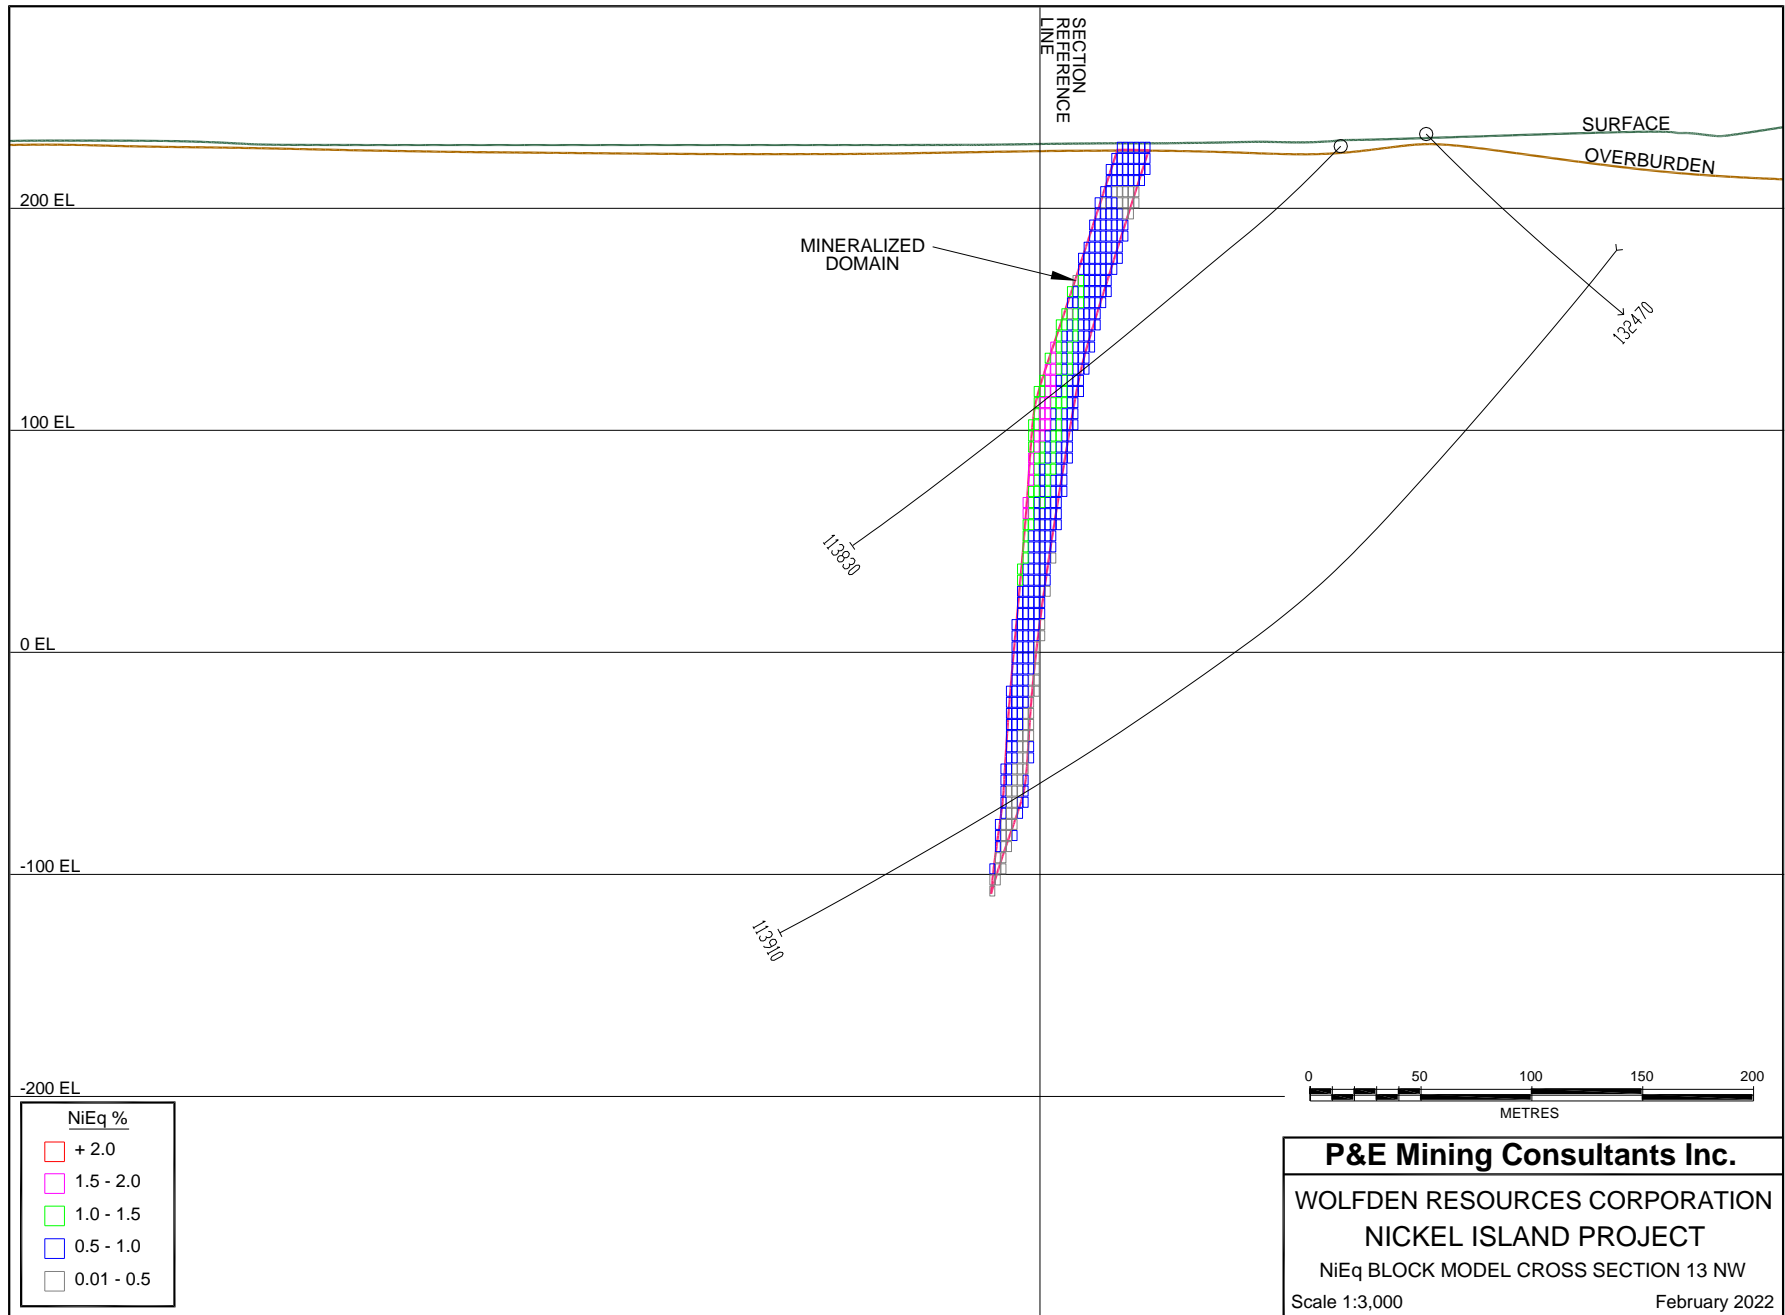 SECTION
REFERENCE
LINE
SURFACE
OVERBURDEN
200 EL
MINERALIZED
DOMAIN
132470
100 EL
113830
0 EL
-100 EL
113910
-200 EL
0 50 100 150 200
METRES
NiEq %
+ 2.0
1.5 - 2.0
1.0 - 1.5
0.5 - 1.0
0.01 - 0.5
P&E Mining Consultants Inc.
WOLFDEN RESOURCES CORPORATION
NICKEL ISLAND PROJECT
NiEq BLOCK MODEL CROSS SECTION 13 NW
Scale 1:3,000 February 2022